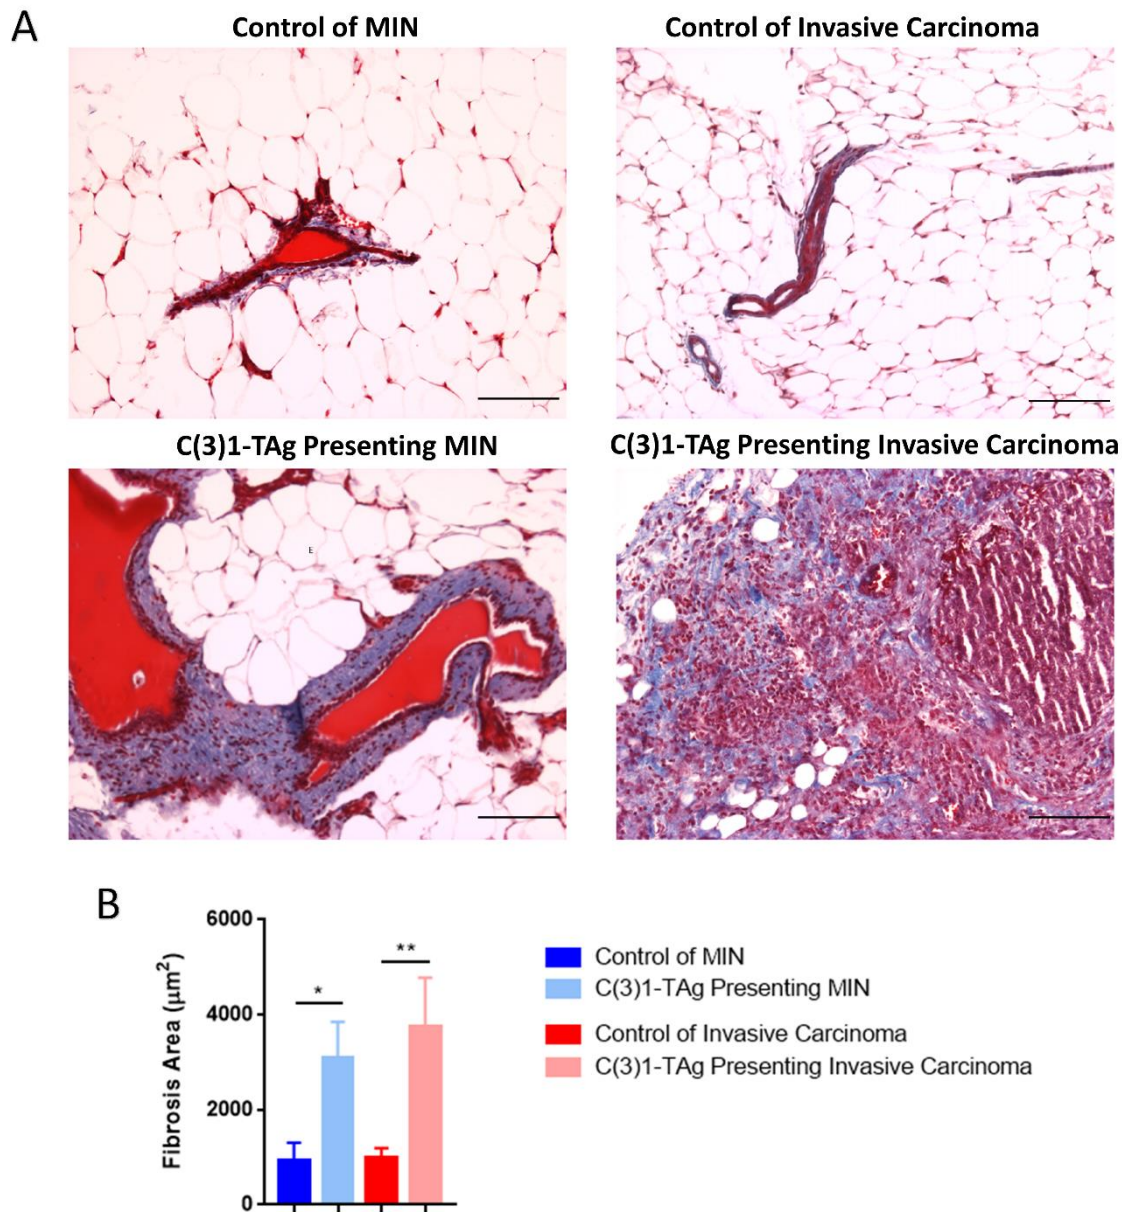 A
Control of MIN
Control of Invasive Carcinoma
C(3)1-TAg Presenting MIN
C(3)1-TAg Presenting Invasive Carcinoma
E
B
6000
4000
2000
0
Fibrosis Area (μm²)
*
**
Control of MIN
C(3)1-TAg Presenting MIN
Control of Invasive Carcinoma
C(3)1-TAg Presenting Invasive Carcinoma